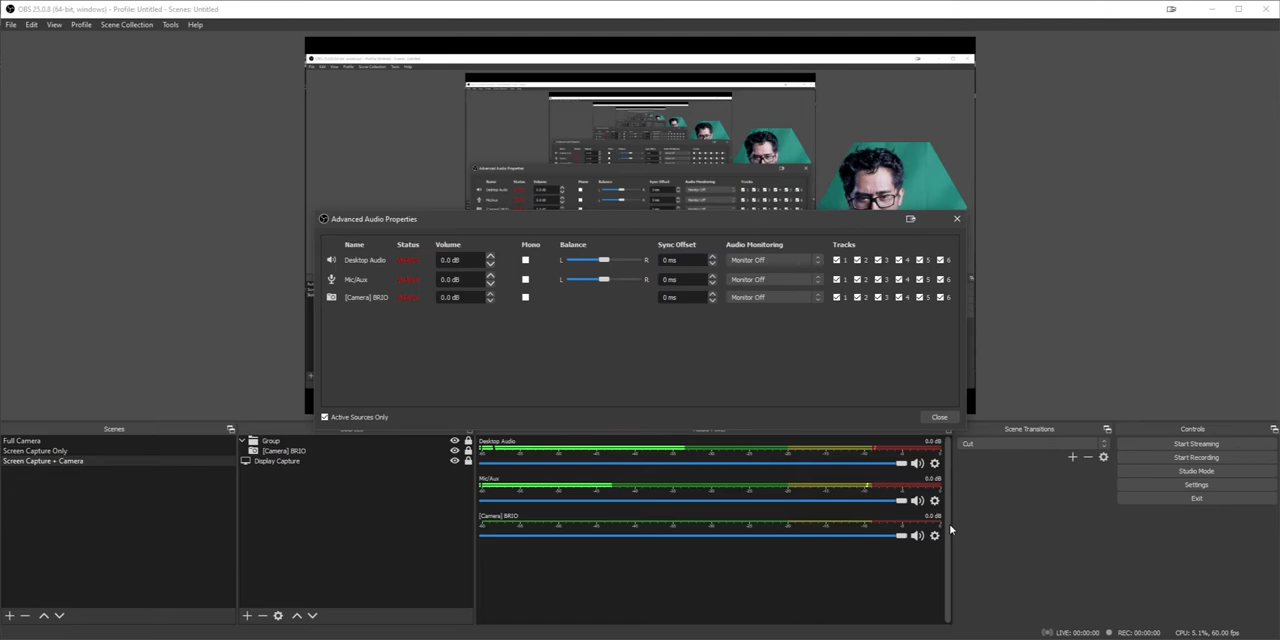 OBS 25.0.8 (64-bit, windows) - Profile: Untitled - Scenes: Untitled
File Edit View Profile Scene Collection Tools Help
Advanced Audio Properties
Name Status Volume Mono Balance Sync Offset Audio Monitoring Tracks
Desktop Audio Active 0.0 dB L R 0 ms Monitor Off 1 2 3 4 5 6
Mic/Aux Active 0.0 dB L R 0 ms Monitor Off 1 2 3 4 5 6
[Camera] BRIO Active 0.0 dB 0 ms Monitor Off 1 2 3 4 5 6
Active Sources Only Close
Scenes
Full Camera
Screen Capture Only
Screen Capture + Camera
Group
[Camera] BRIO
Display Capture
Desktop Audio 0.0 dB
Mic/Aux 0.0 dB
[Camera] BRIO 0.0 dB
Scene Transitions
Cut
Controls
Start Streaming
Start Recording
Studio Mode
Settings
Exit
LIVE: 00:00:00 REC: 00:00:00 CPU: 5.1%, 60.00 fps